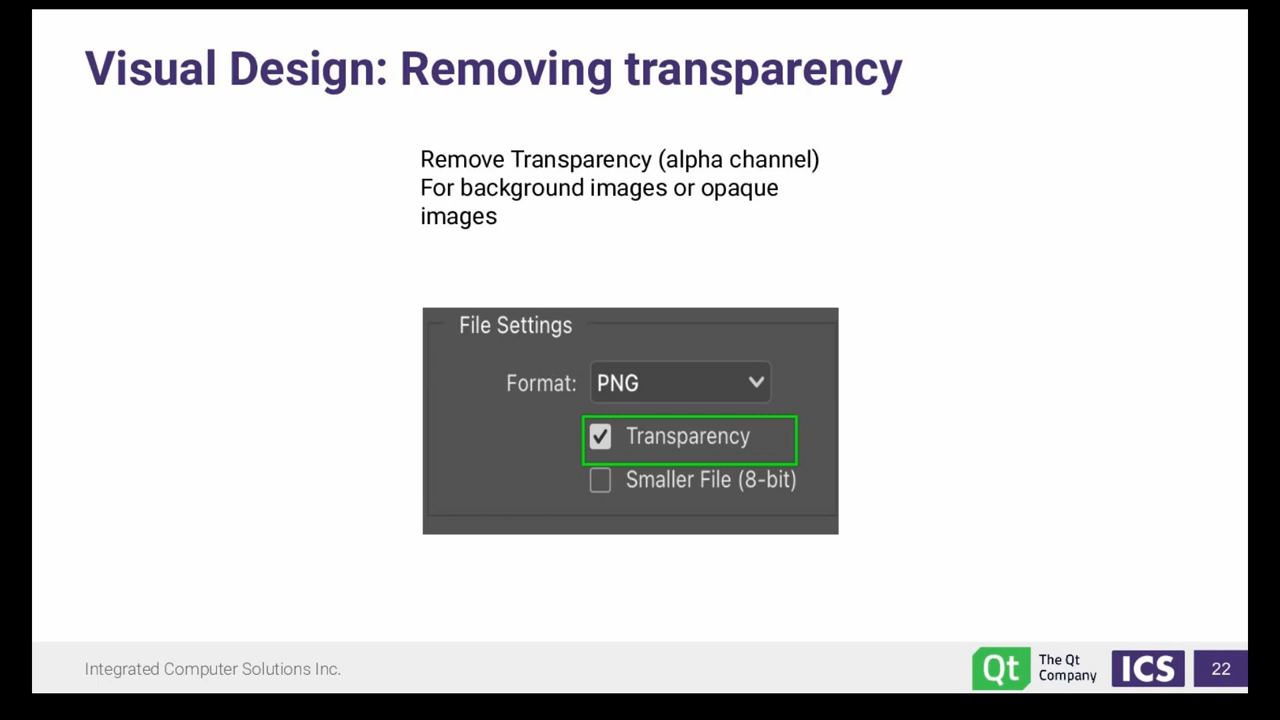 Visual Design: Removing transparency
Remove Transparency (alpha channel)
For background images or opaque
images
File Settings
Format: PNG
Transparency
Smaller File (8-bit)
Integrated Computer Solutions Inc.
Qt
The Qt
Company
ICS
22